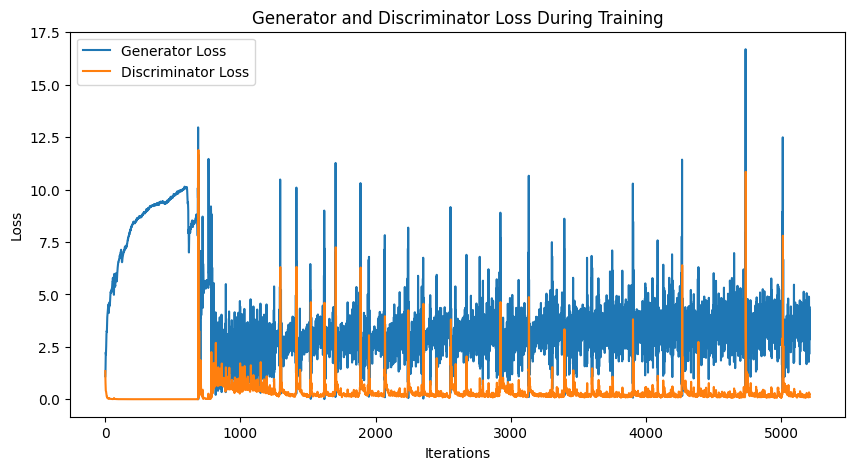 Generator and Discriminator Loss During Training
17.5
Generator Loss
Discriminator Loss
15.0
12.5
10.0
7.5
5.0
2.5
0.0
Loss
0 1000 2000 3000 4000 5000
Iterations